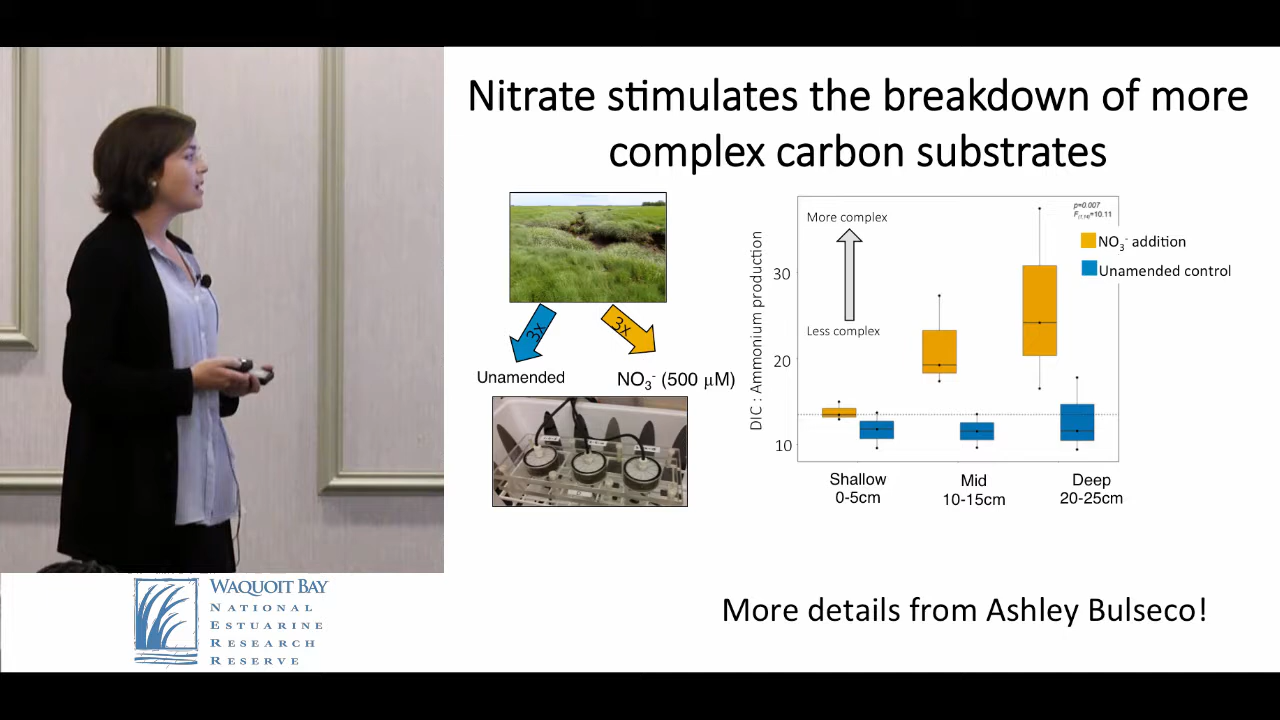 Nitrate stimulates the breakdown of more
complex carbon substrates
3x
3x
Unamended
NO₃⁻ (500 µM)
DIC : Ammonium production
30
20
10
More complex
Less complex
p=0.007
NO₃⁻ addition
Unamended control
Shallow
0-5cm
Mid
10-15cm
Deep
20-25cm
More details from Ashley Bulseco!
WAQUOIT BAY
NATIONAL
ESTUARINE
RESEARCH
RESERVE